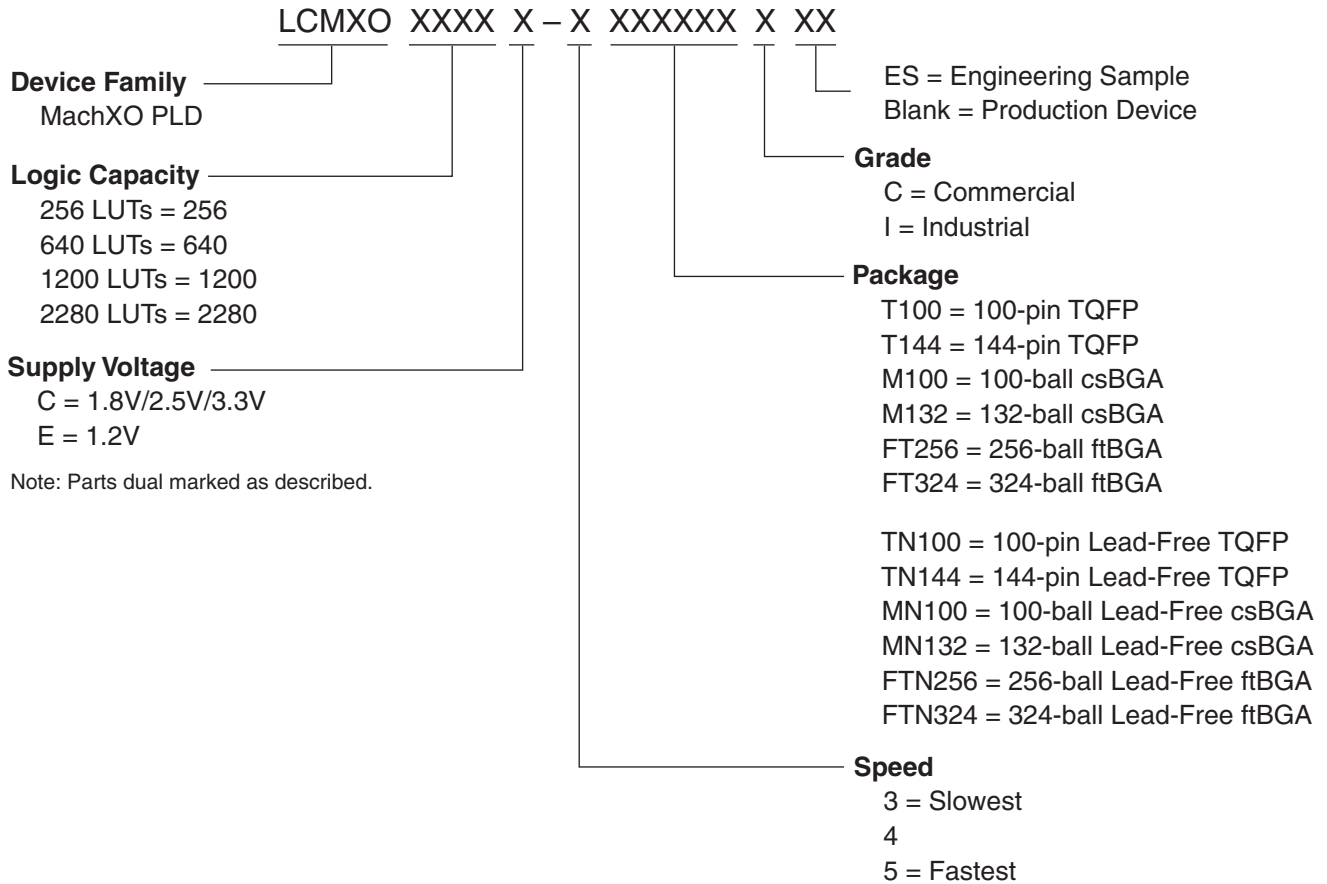 LCMXO XXXX X – X XXXXXX X XX
Device Family
MachXO PLD
Logic Capacity
256 LUTs = 256
640 LUTs = 640
1200 LUTs = 1200
2280 LUTs = 2280
Supply Voltage
C = 1.8V/2.5V/3.3V
E = 1.2V
Note: Parts dual marked as described.
ES = Engineering Sample
Blank = Production Device
Grade
C = Commercial
I = Industrial
Package
T100 = 100-pin TQFP
T144 = 144-pin TQFP
M100 = 100-ball csBGA
M132 = 132-ball csBGA
FT256 = 256-ball ftBGA
FT324 = 324-ball ftBGA
TN100 = 100-pin Lead-Free TQFP
TN144 = 144-pin Lead-Free TQFP
MN100 = 100-ball Lead-Free csBGA
MN132 = 132-ball Lead-Free csBGA
FTN256 = 256-ball Lead-Free ftBGA
FTN324 = 324-ball Lead-Free ftBGA
Speed
3 = Slowest
4
5 = Fastest